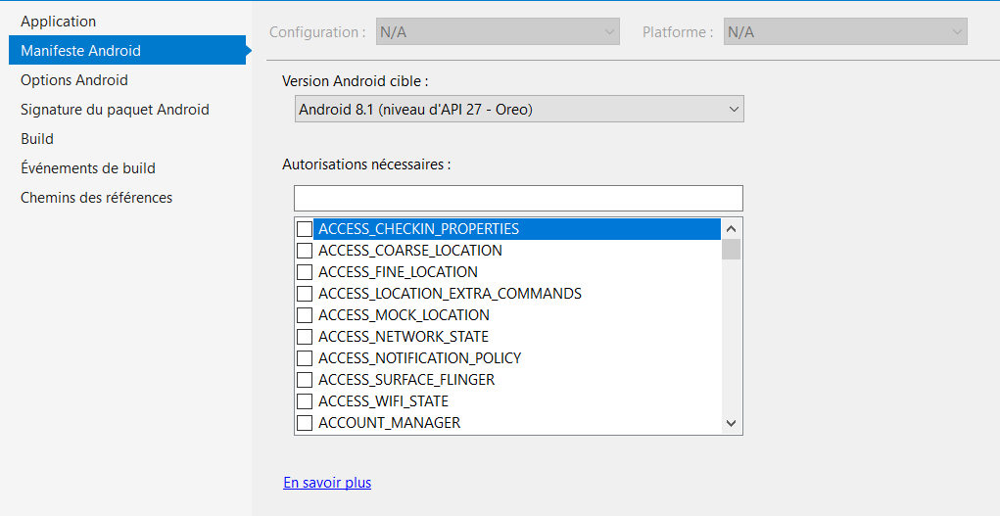 Application
Manifeste Android
Options Android
Signature du paquet Android
Build
Événements de build
Chemins des références
Configuration : N/A Plateforme : N/A
Version Android cible :
Android 8.1 (niveau d'API 27 - Oreo)
Autorisations nécessaires :
ACCESS_CHECKIN_PROPERTIES
ACCESS_COARSE_LOCATION
ACCESS_FINE_LOCATION
ACCESS_LOCATION_EXTRA_COMMANDS
ACCESS_MOCK_LOCATION
ACCESS_NETWORK_STATE
ACCESS_NOTIFICATION_POLICY
ACCESS_SURFACE_FLINGER
ACCESS_WIFI_STATE
ACCOUNT_MANAGER
En savoir plus